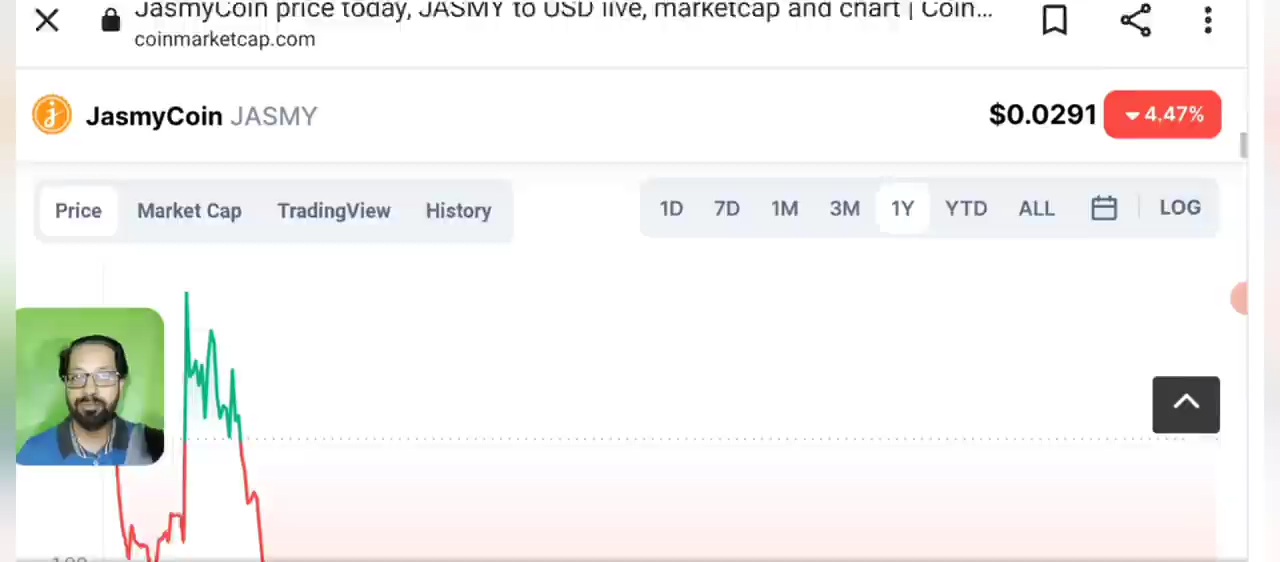 JasmyCoin price today, JASMY to USD live, marketcap and chart | Coin...
coinmarketcap.com
JasmyCoin JASMY
$0.0291 4.47%
Price Market Cap TradingView History
1D 7D 1M 3M 1Y YTD ALL LOG